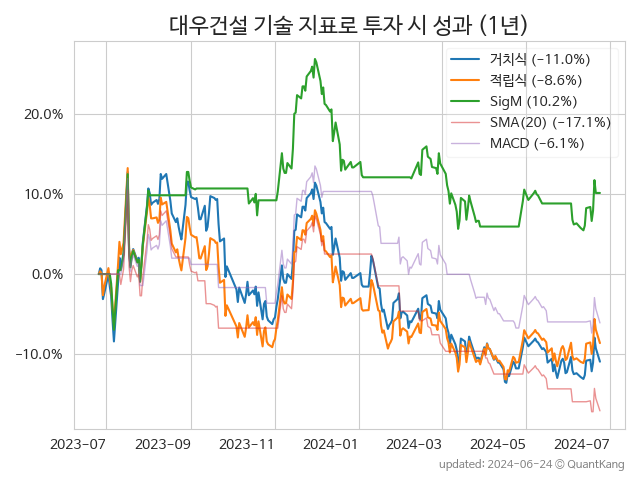 대우건설 기술 지표로 투자 시 성과 (1년)
거치식 (−11.0%)
적립식 (−8.6%)
SigM (10.2%)
SMA(20) (−17.1%)
MACD (−6.1%)
20.0%
10.0%
0.0%
−10.0%
2023−07 2023−09 2023−11 2024−01 2024−03 2024−05 2024−07
updated: 2024−06−24 ⓒ QuantKang